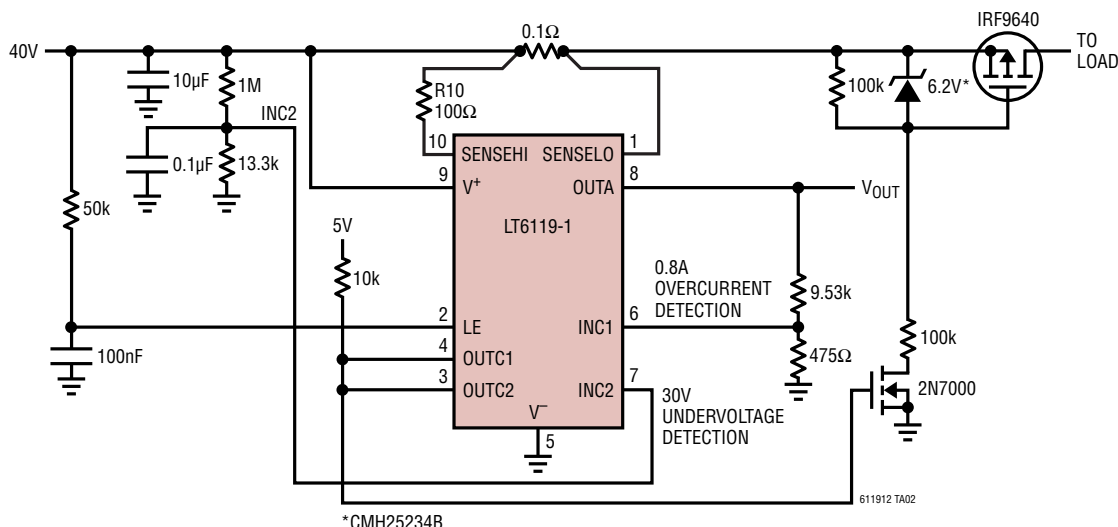 0.1Ω
IRF9640
40V
TO
LOAD
10µF
1M
R10
100Ω
100k
6.2V*
INC2
10
SENSEHI
SENSELO
1
0.1µF
13.3k
9
V+
OUTA
8
VOUT
50k
LT6119-1
5V
10k
0.8A
OVERCURRENT
DETECTION
9.53k
2
LE
INC1
6
100k
100nF
4
OUTC1
475Ω
3
OUTC2
INC2
7
2N7000
V–
30V
UNDERVOLTAGE
DETECTION
5
611912 TA02
*CMH25234B